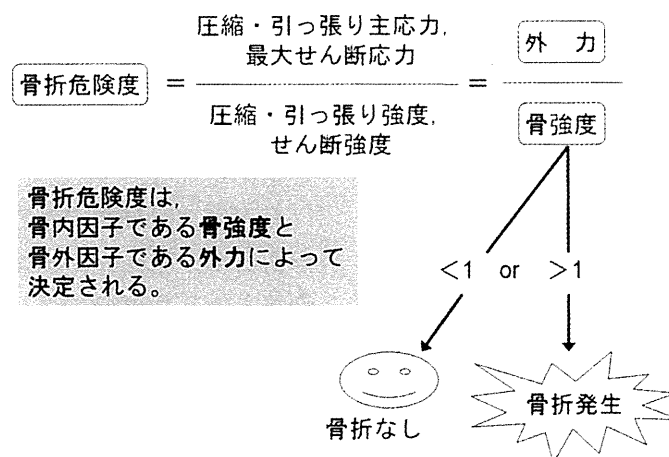 圧縮・引っ張り主応力,
最大せん断応力
外 力
骨折危険度 = =
圧縮・引っ張り強度,
せん断強度
骨強度
骨折危険度は,
骨内因子である骨強度と
骨外因子である外力によって
決定される。
<1 or >1
骨折なし
骨折発生